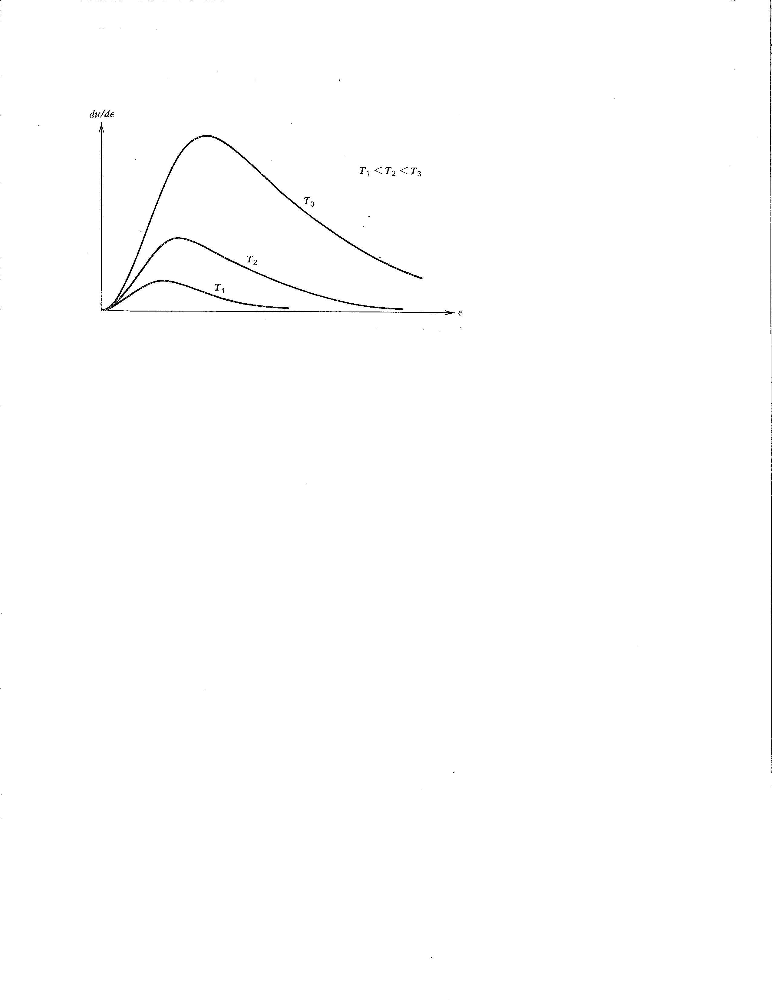 du/dϵ
T₁ < T₂ < T₃
T₃
T₂
T₁
ϵ